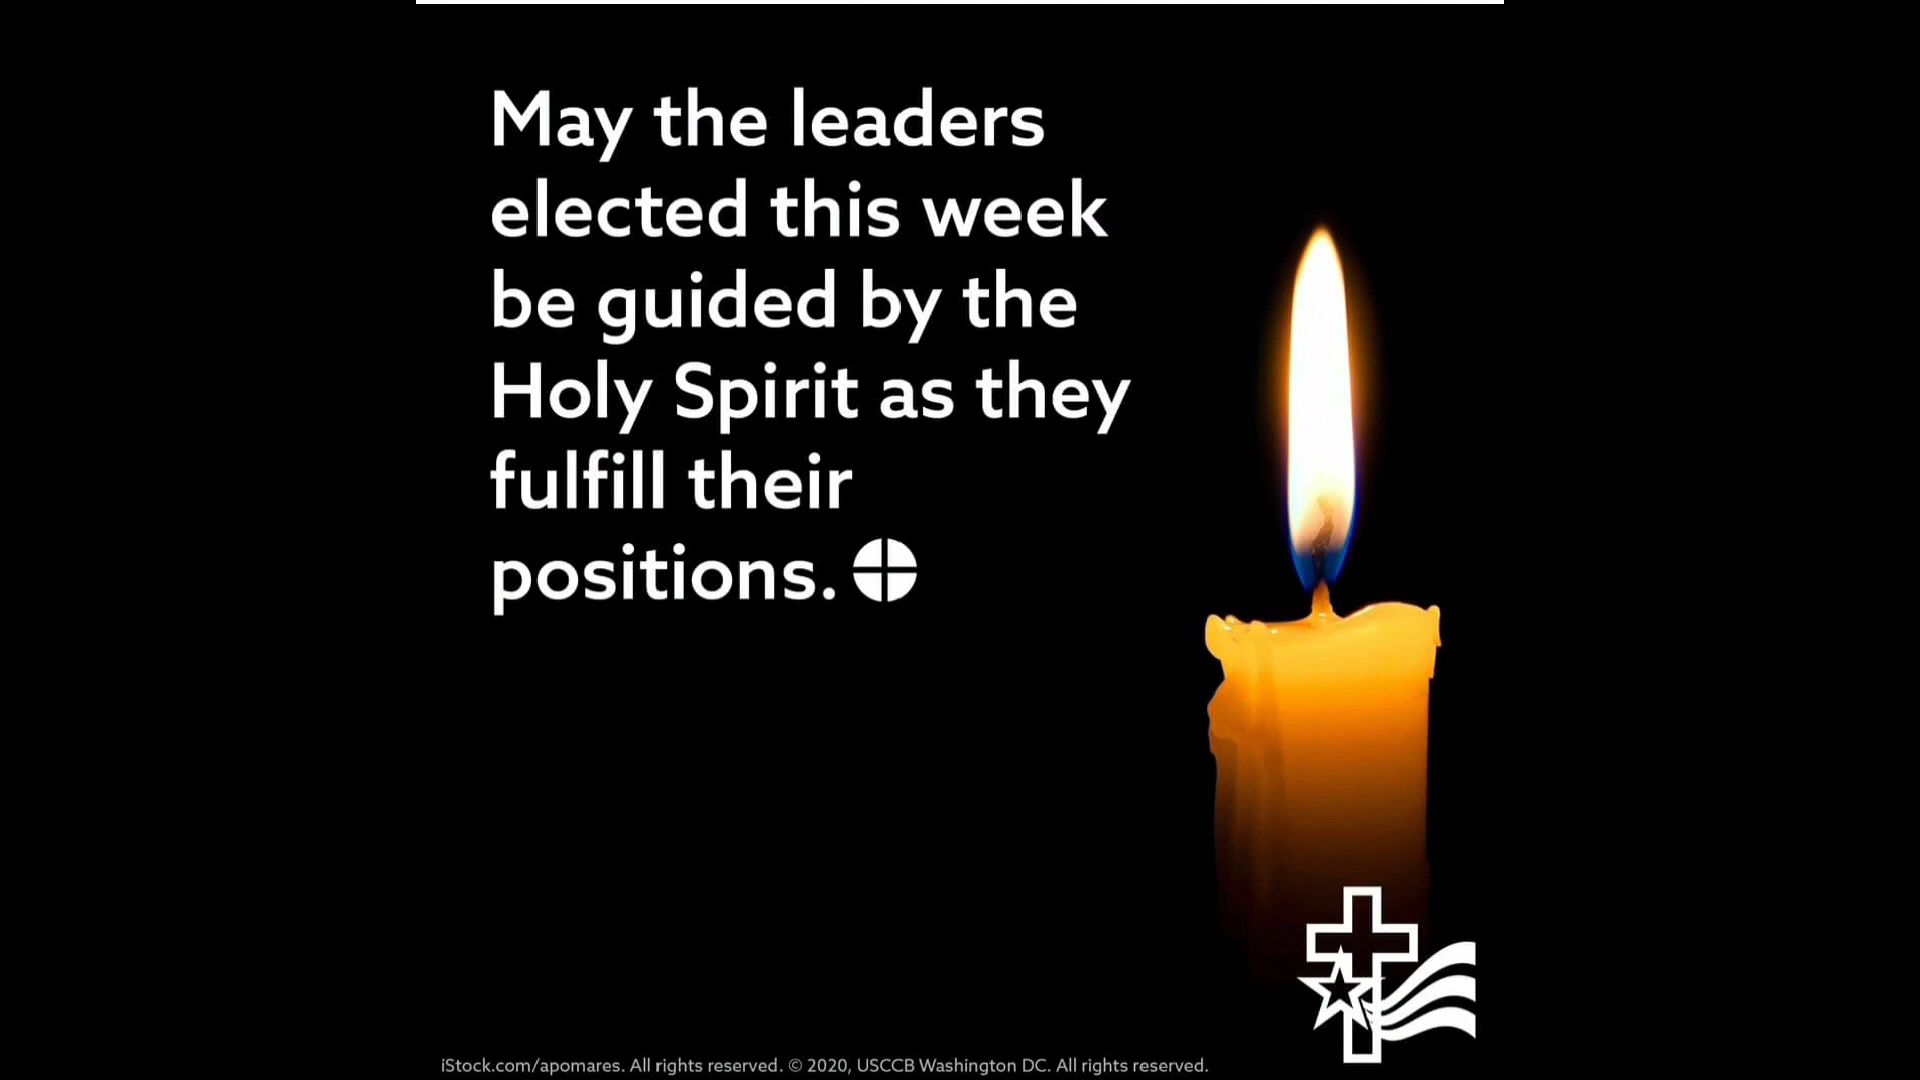 May the leaders
elected this week
be guided by the
Holy Spirit as they
fulfill their
positions.
iStock.com/apomares. All rights reserved. © 2020, USCCB Washington DC. All rights reserved.